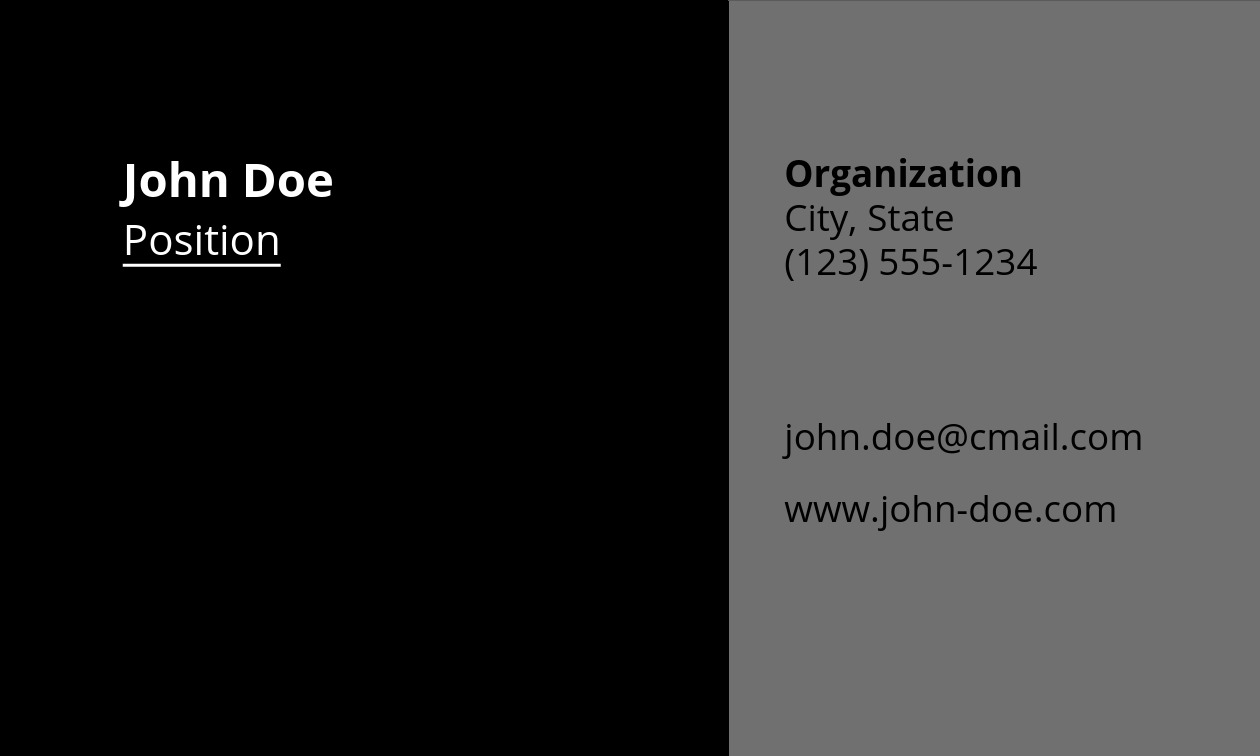 John Doe
Position
Organization
City, State
(123) 555-1234
john.doe@cmail.com
www.john-doe.com